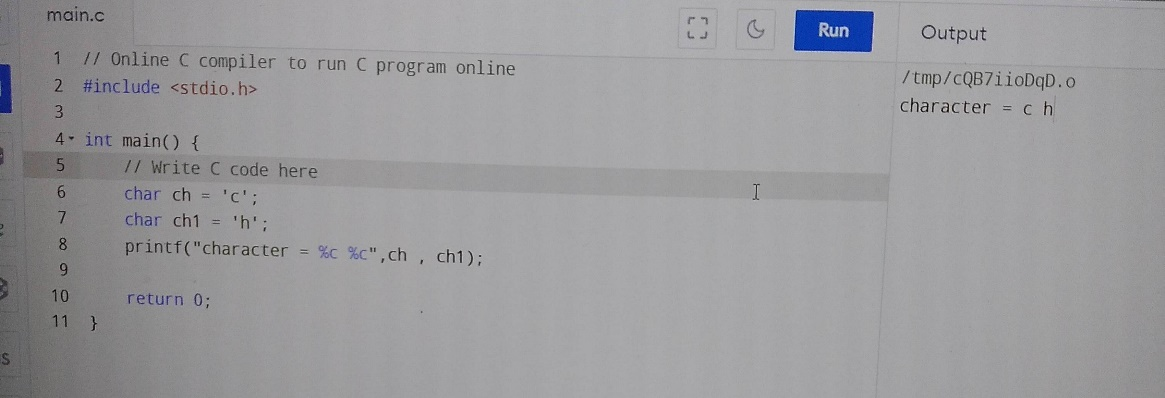 main.c
Run
Output
1 // Online C compiler to run C program online
2 #include <stdio.h>
3
4 int main() {
5 // Write C code here
6 char ch = 'c';
7 char ch1 = 'h';
8 printf("character = %c %c",ch , ch1);
9
10 return 0;
11 }
/tmp/cQB7iioDqD.o
character = c h
s